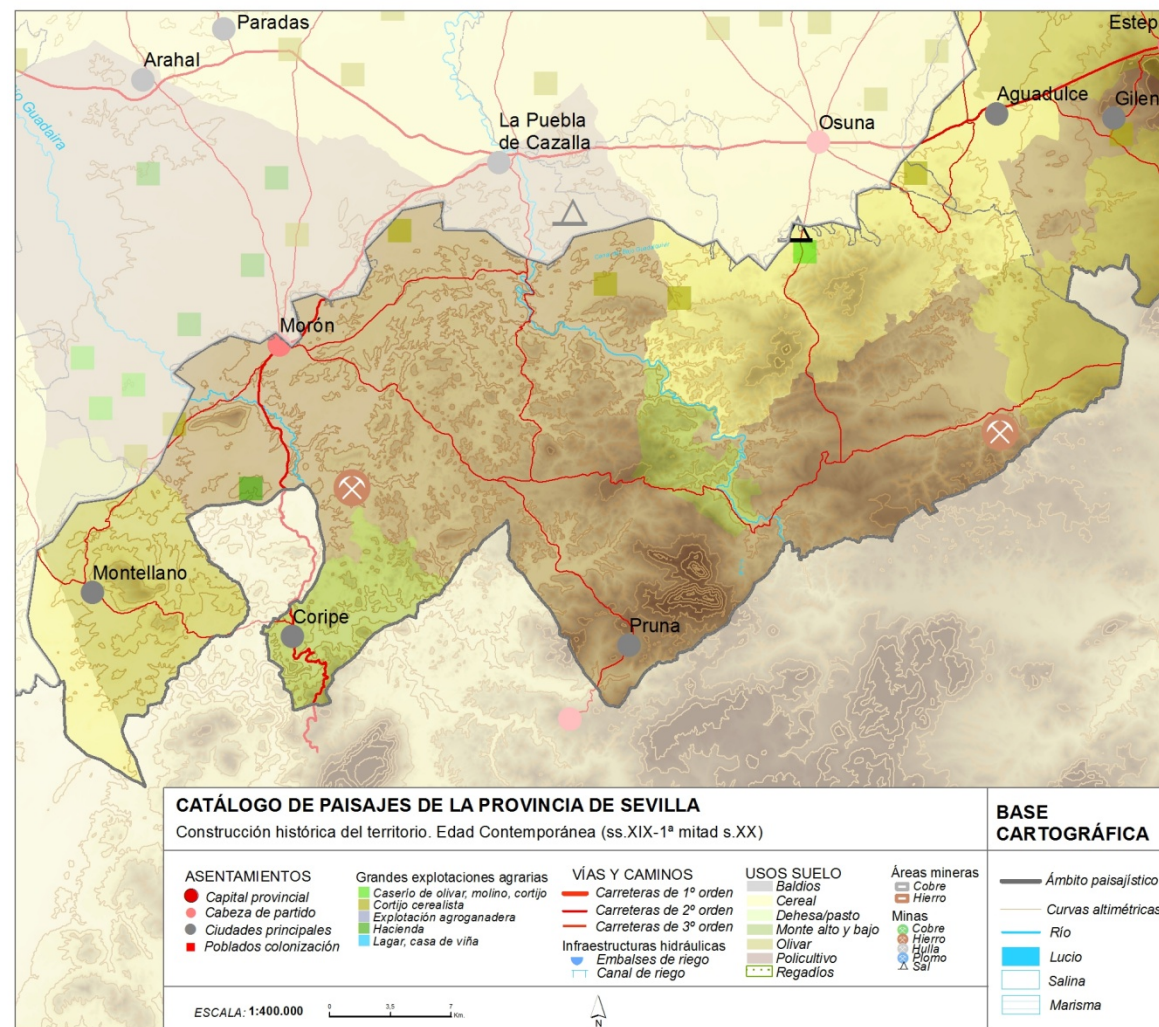 Paradas
Estep
Arahal
Aguadulce
Gilen
La Puebla
de Cazalla
Osuna
Guadaira
Morón
Montellano
Coripe
Pruna
CATÁLOGO DE PAISAJES DE LA PROVINCIA DE SEVILLA
Construcción histórica del territorio. Edad Contemporánea (ss.XIX-1ª mitad s.XX)
ASENTAMIENTOS
Capital provincial
Cabeza de partido
Ciudades principales
Poblados colonización
Grandes explotaciones agrarias
Caserío de olivar, molino, cortijo
Cortijo cerealista
Explotación agroganadera
Hacienda
Lagar, casa de viña
VÍAS Y CAMINOS
Carreteras de 1º orden
Carreteras de 2º orden
Carreteras de 3º orden
Infraestructuras hidráulicas
Embalses de riego
Canal de riego
USOS SUELO
Baldios
Cereal
Dehesa/pasto
Monte alto y bajo
Olivar
Policultivo
Regadíos
Áreas mineras
Cobre
Hierro
Minas
Cobre
Hierro
Hulla
Plomo
Sal
BASE
CARTOGRÁFICA
Ámbito paisajístico
Curvas altimétricas
Río
Lucio
Salina
Marisma
ESCALA: 1:400.000
0 3,5 7
Km.
N